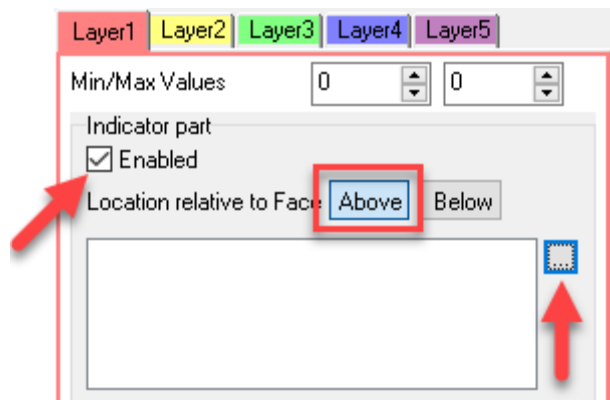 Layer1 Layer2 Layer3 Layer4 Layer5
Min/Max Values 0 0
Indicator part
Enabled
Location relative to Face Above Below
...